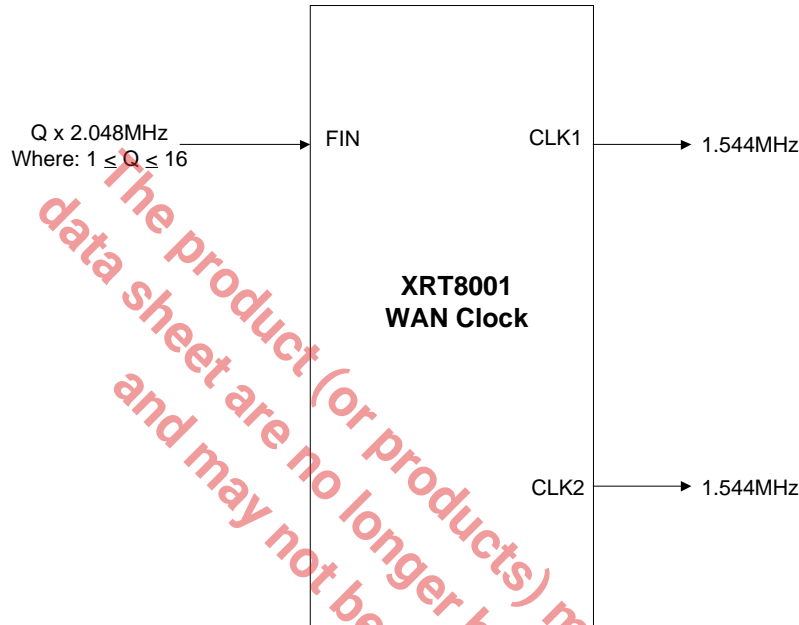 Q x 2.048MHz
Where: 1 ≤ Q ≤ 16
FIN
CLK1
1.544MHz
XRT8001
WAN Clock
CLK2
1.544MHz
The product (or products) m
data sheet are no longer b
and may not be